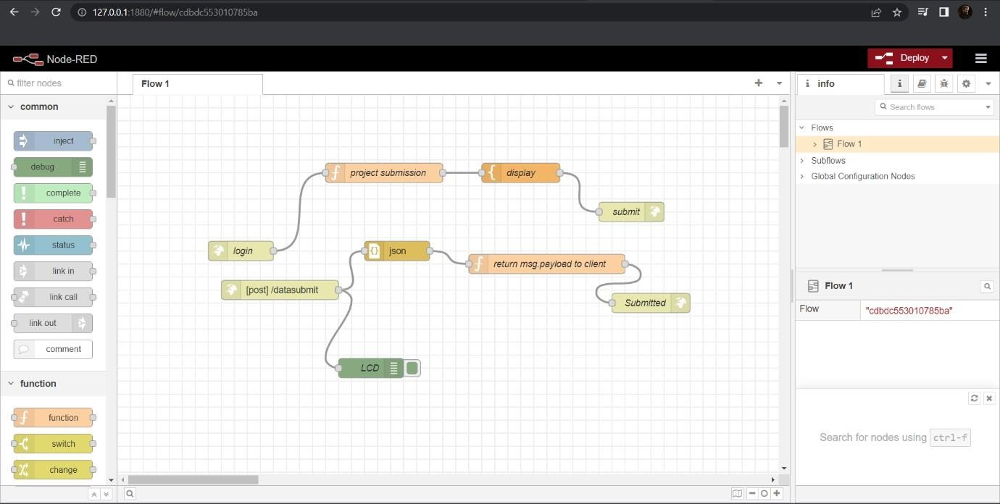 127.0.0.1:1880/#flow/cdbdc553010785ba
Node-RED
Deploy
filter nodes
common
inject
debug
complete
catch
status
link in
link call
link out
comment
function
function
switch
change
Flow 1
project submission
display
submit
login
json
return msg.payload to client
[post] /datasubmit
Submitted
LCD
i info
i
Search flows
Flows
Flow 1
Subflows
Global Configuration Nodes
Flow 1
Flow "cdbdc553010785ba"
Search for nodes using ctrl-f